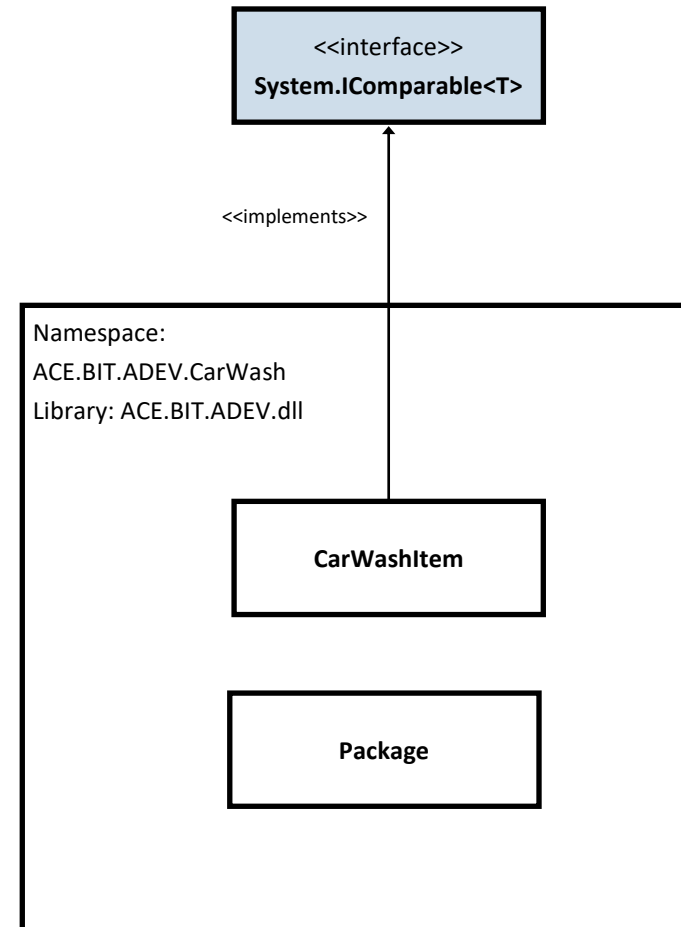 <<interface>>
System.IComparable<T>
<<implements>>
Namespace:
ACE.BIT.ADEV.CarWash
Library: ACE.BIT.ADEV.dll
CarWashItem
Package